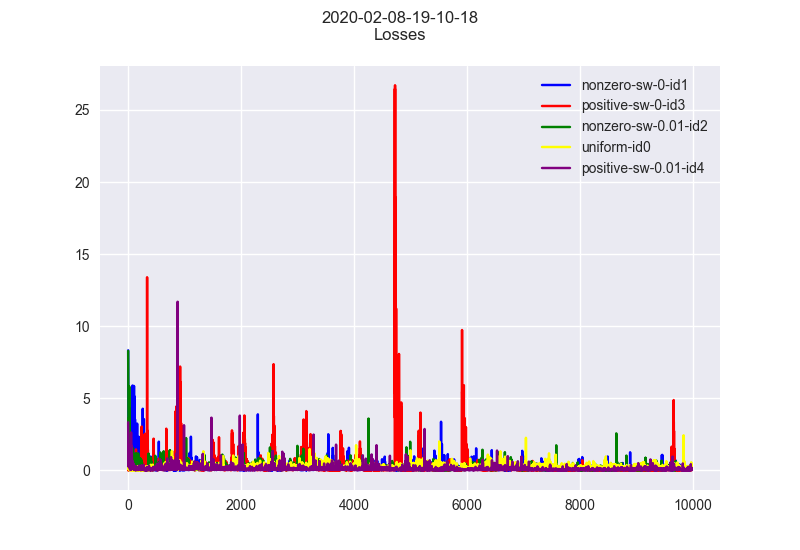 2020-02-08-19-10-18
Losses
nonzero-sw-0-id1
positive-sw-0-id3
nonzero-sw-0.01-id2
uniform-id0
positive-sw-0.01-id4
25
20
15
10
5
0
0 2000 4000 6000 8000 10000